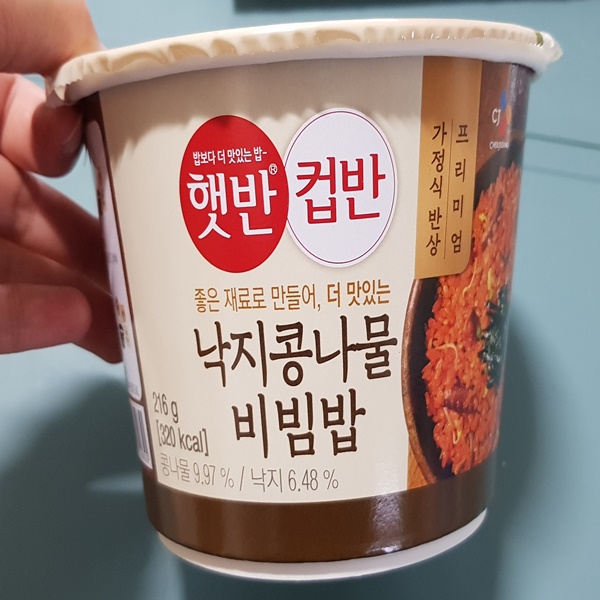 밥보다 더 맛있는 밥-
햇반®
컵반
프리미엄
가정식 반상
CJ
좋은 재료로 만들어, 더 맛있는
낙지콩나물
비빔밥
216 g
[320 kcal]
콩나물 9.97 % / 낙지 6.48 %